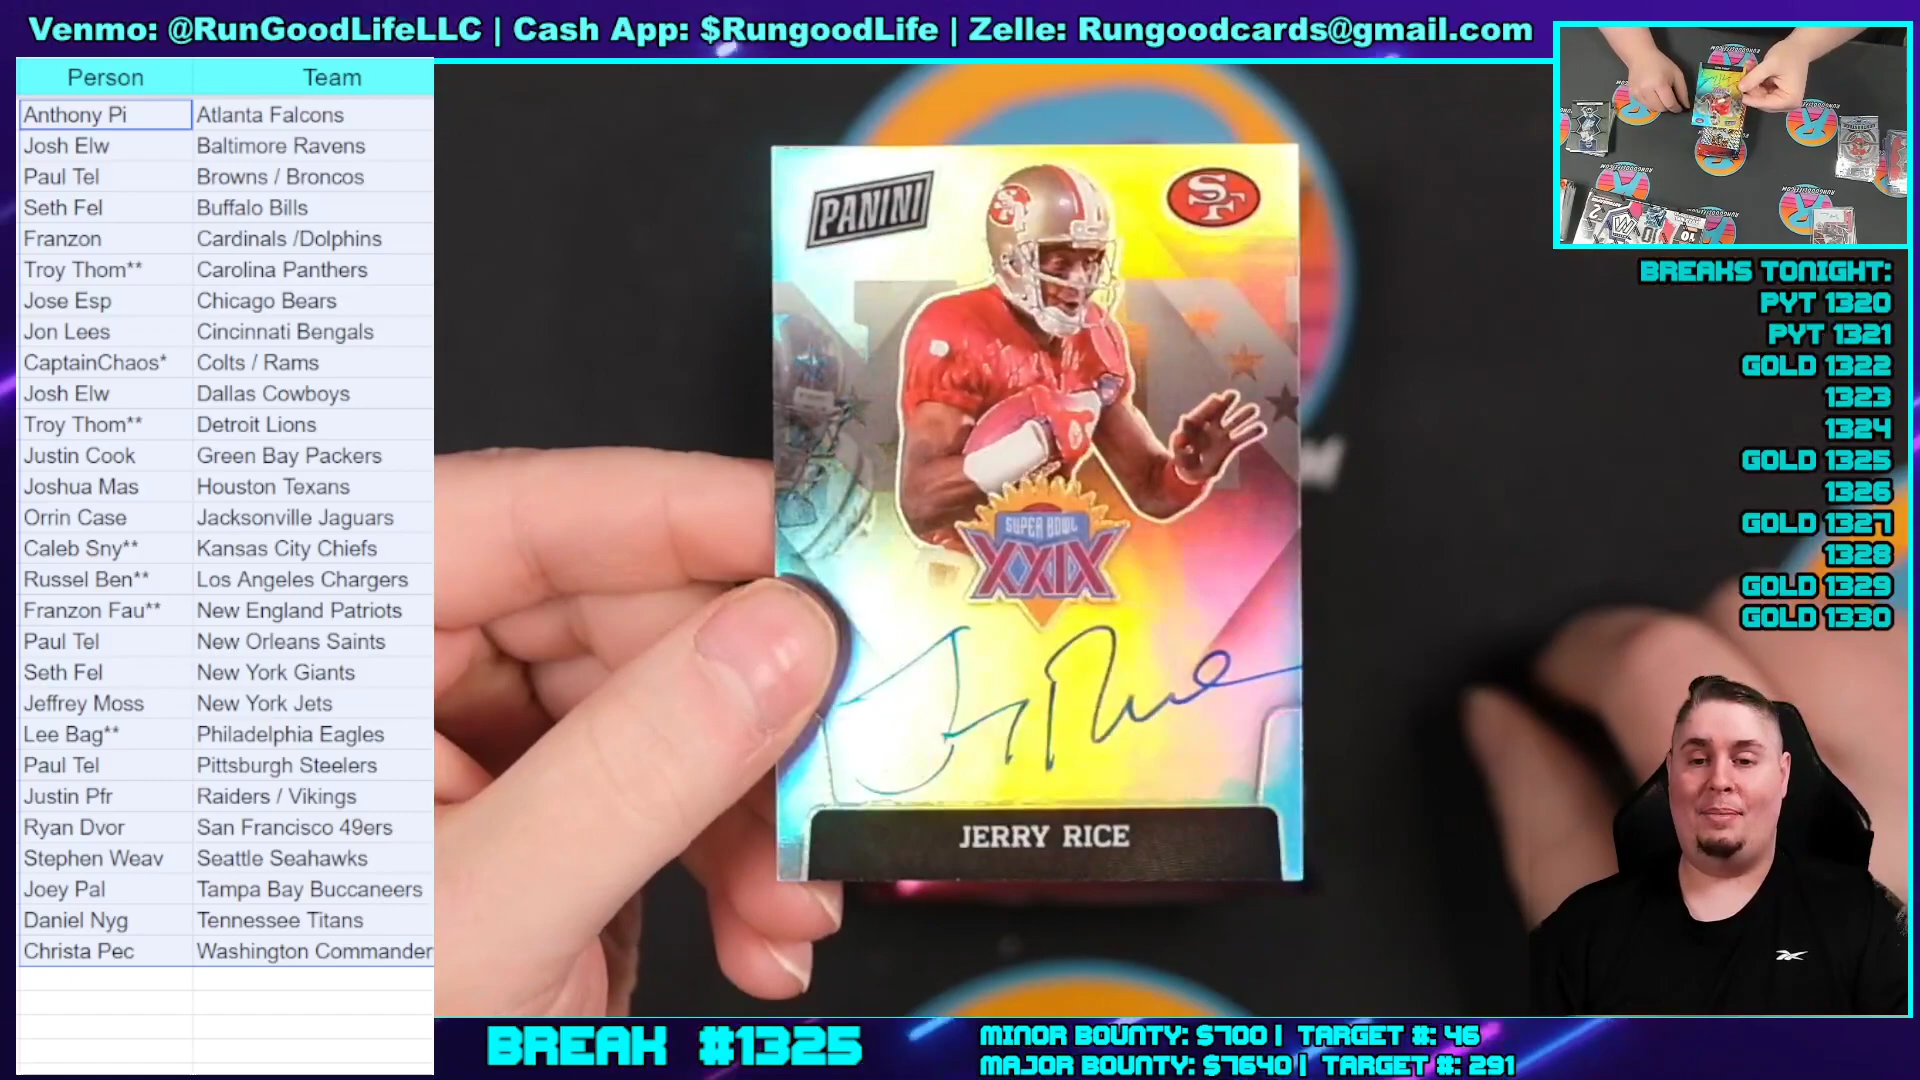 Venmo: @RunGoodLifeLLC | Cash App: $RungoodLife | Zelle: Rungoodcards@gmail.com
Person Team
Anthony Pi Atlanta Falcons
Josh Elw Baltimore Ravens
Paul Tel Browns / Broncos
Seth Fel Buffalo Bills
Franzon Cardinals /Dolphins
Troy Thom** Carolina Panthers
Jose Esp Chicago Bears
Jon Lees Cincinnati Bengals
CaptainChaos* Colts / Rams
Josh Elw Dallas Cowboys
Troy Thom** Detroit Lions
Justin Cook Green Bay Packers
Joshua Mas Houston Texans
Orrin Case Jacksonville Jaguars
Caleb Sny** Kansas City Chiefs
Russel Ben** Los Angeles Chargers
Franzon Fau** New England Patriots
Paul Tel New Orleans Saints
Seth Fel New York Giants
Jeffrey Moss New York Jets
Lee Bag** Philadelphia Eagles
Paul Tel Pittsburgh Steelers
Justin Pfr Raiders / Vikings
Ryan Dvor San Francisco 49ers
Stephen Weav Seattle Seahawks
Joey Pal Tampa Bay Buccaneers
Daniel Nyg Tennessee Titans
Christa Pec Washington Commander
PANINI
SF
SUPER BOWL
XXIX
Jerry Rice
JERRY RICE
BREAKS TONIGHT:
PYT 1320
PYT 1321
GOLD 1322
1323
1324
GOLD 1325
1326
GOLD 1327
1328
GOLD 1329
GOLD 1330
BREAK #1325
MINOR BOUNTY: $700 | TARGET #: 46
MAJOR BOUNTY: $7640 | TARGET #: 291